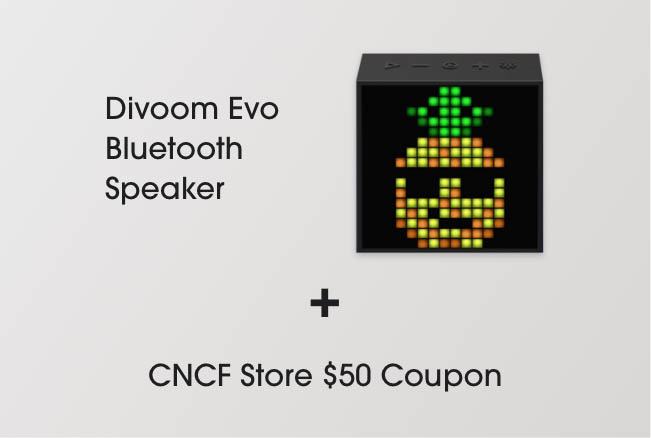 Divoom Evo
Bluetooth
Speaker
+
CNCF Store $50 Coupon